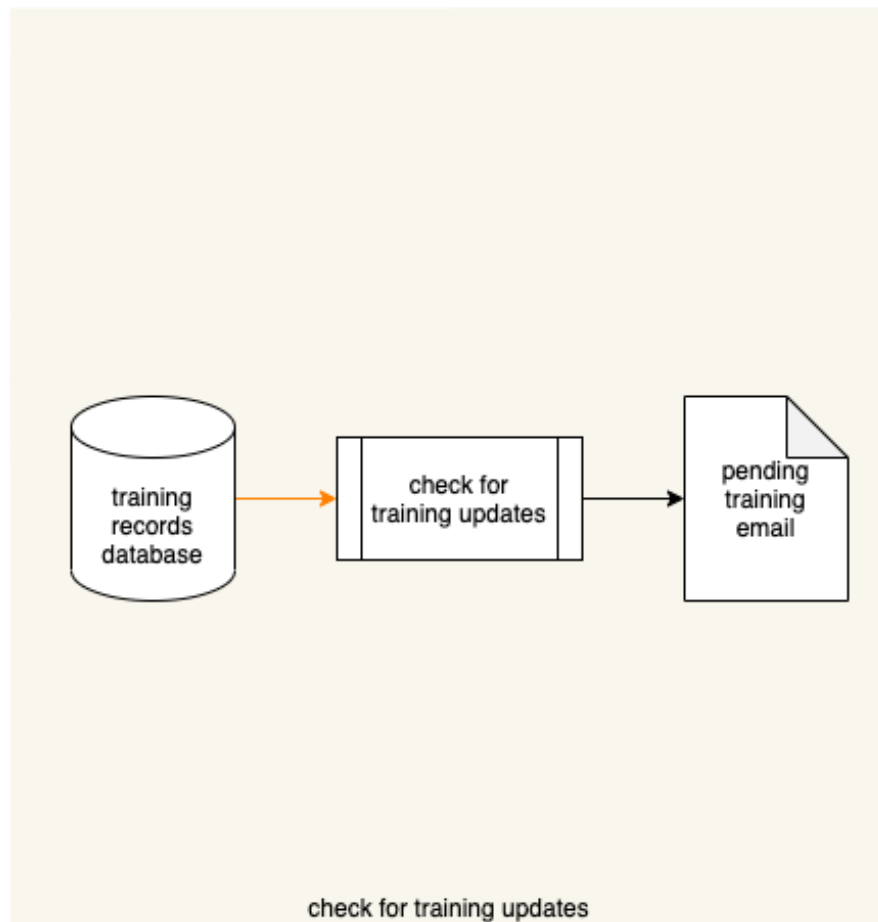 training
records
database
check for
training updates
pending
training
email
check for training updates